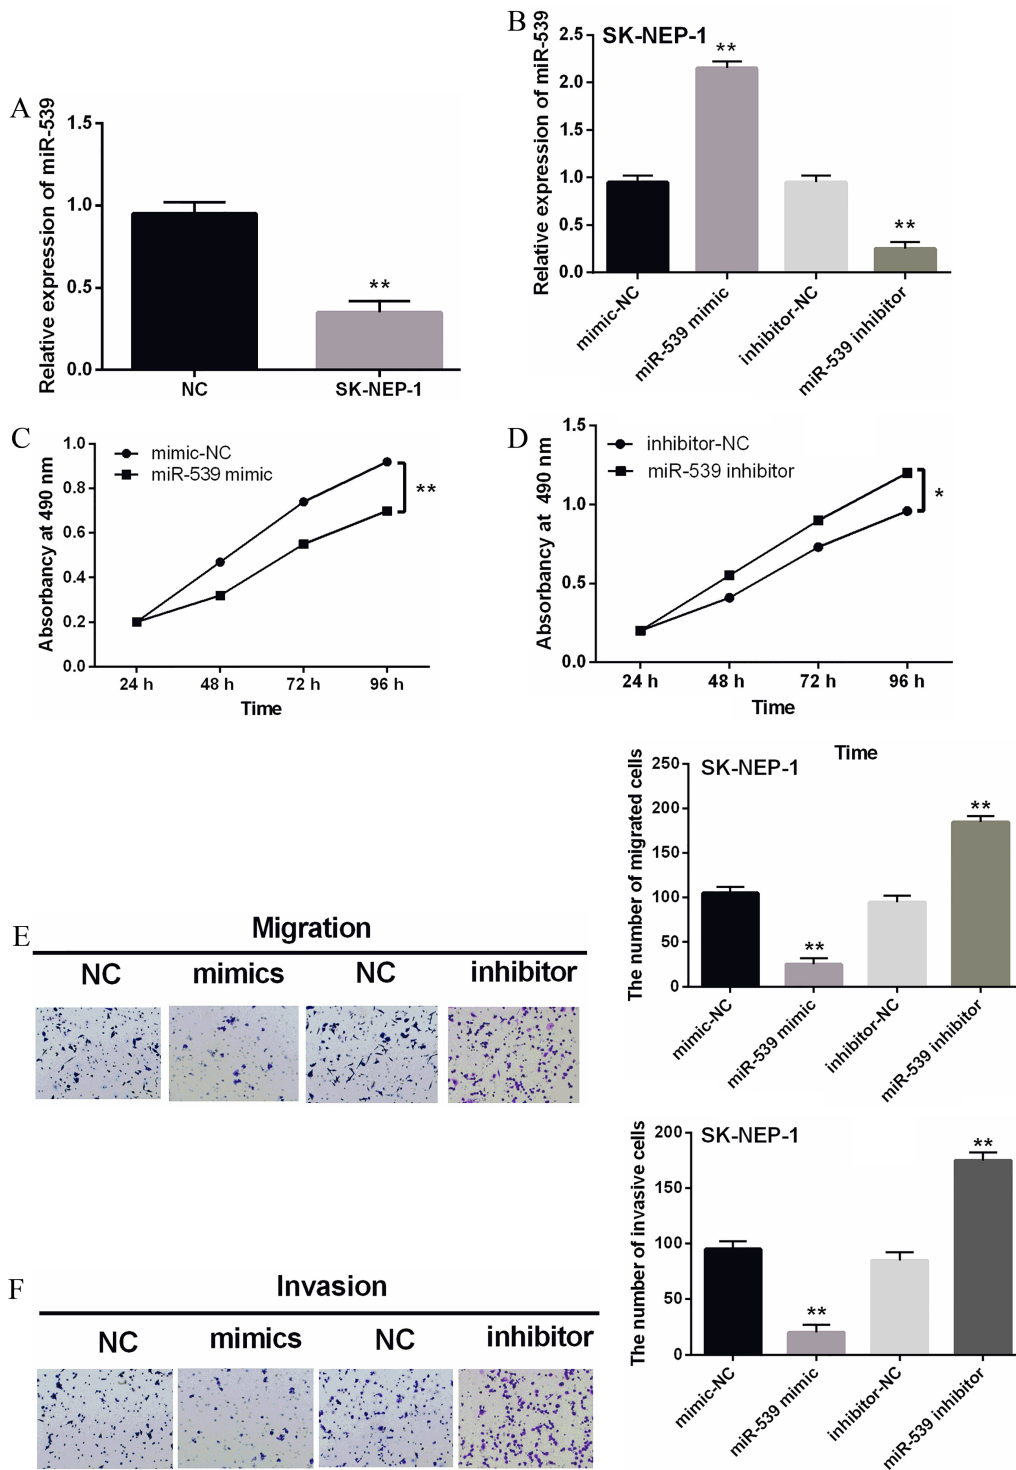 A
Relative expression of miR-539
1.5
1.0
0.5
0.0
**
NC
SK-NEP-1
B
Relative expression of miR-539
SK-NEP-1
2.5
2.0
1.5
1.0
0.5
0.0
**
**
mimic-NC
miR-539 mimic
inhibitor-NC
miR-539 inhibitor
C
Absorbancy at 490 nm
1.0
0.8
0.6
0.4
0.2
0.0
mimic-NC
miR-539 mimic
**
24 h
48 h
72 h
96 h
Time
D
Absorbancy at 490 nm
1.5
1.0
0.5
0.0
inhibitor-NC
miR-539 inhibitor
*
24 h
48 h
72 h
96 h
Time
E
Migration
NC
mimics
NC
inhibitor
Time
The number of migrated cells
SK-NEP-1
250
200
150
100
50
0
**
**
mimic-NC
miR-539 mimic
inhibitor-NC
miR-539 inhibitor
F
Invasion
NC
mimics
NC
inhibitor
The number of invasive cells
SK-NEP-1
200
150
100
50
0
**
**
mimic-NC
miR-539 mimic
inhibitor-NC
miR-539 inhibitor